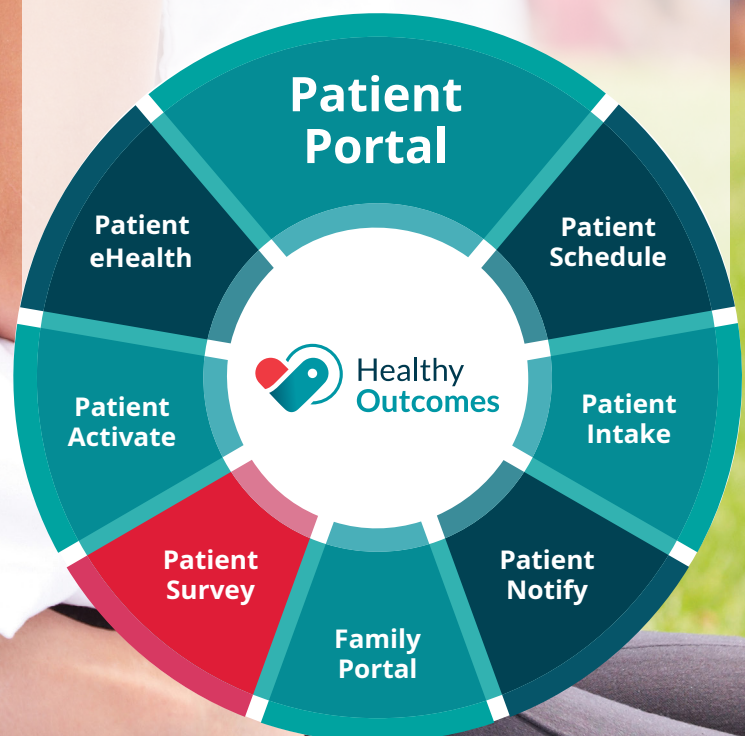 Patient
Portal
Patient
Schedule
Patient
Intake
Patient
Notify
Family
Portal
Patient
Survey
Patient
Activate
Patient
eHealth
Healthy
Outcomes